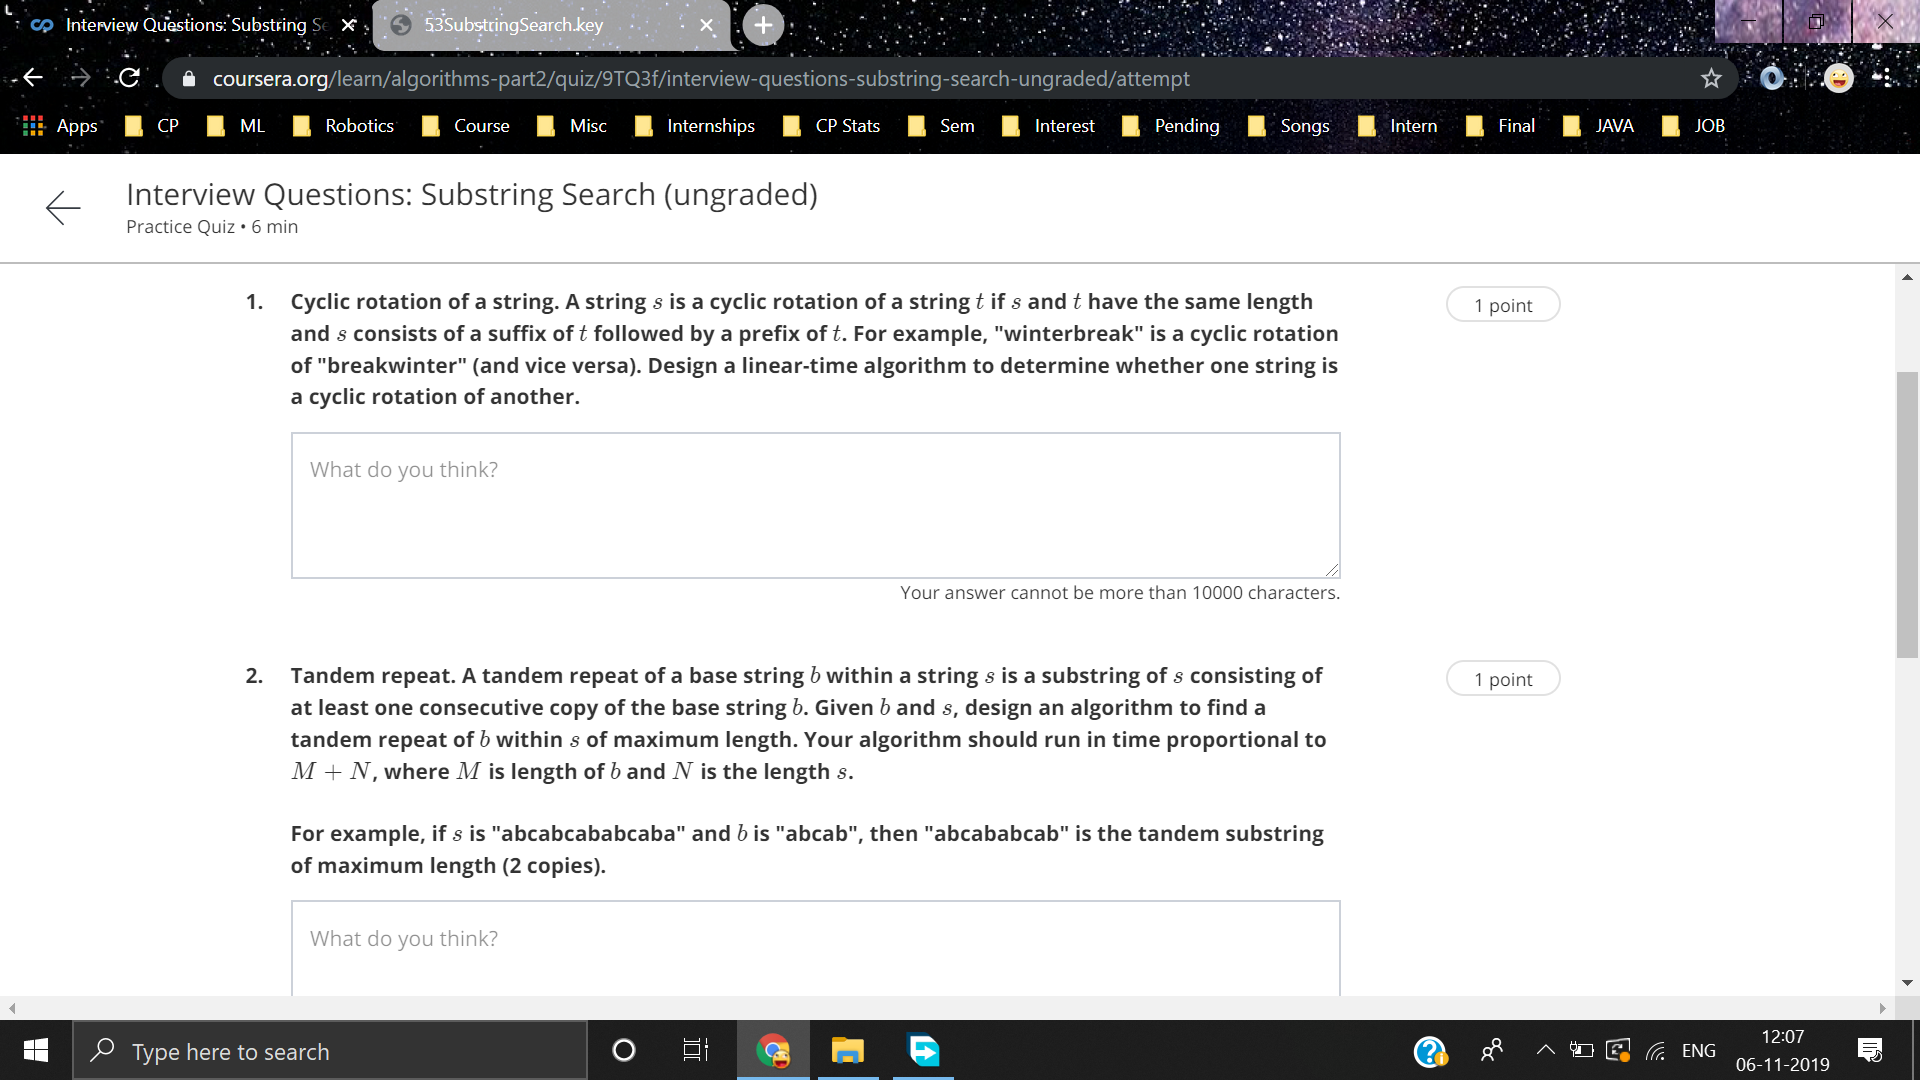 Interview Questions: Substring Se
53SubstringSearch.key
coursera.org/learn/algorithms-part2/quiz/9TQ3f/interview-questions-substring-search-ungraded/attempt
Apps CP ML Robotics Course Misc Internships CP Stats Sem Interest Pending Songs Intern Final JAVA JOB
Interview Questions: Substring Search (ungraded)
Practice Quiz • 6 min
1. Cyclic rotation of a string. A string s is a cyclic rotation of a string t if s and t have the same length
1 point
and s consists of a suffix of t followed by a prefix of t. For example, "winterbreak" is a cyclic rotation
of "breakwinter" (and vice versa). Design a linear-time algorithm to determine whether one string is
a cyclic rotation of another.
What do you think?
Your answer cannot be more than 10000 characters.
2. Tandem repeat. A tandem repeat of a base string b within a string s is a substring of s consisting of
1 point
at least one consecutive copy of the base string b. Given b and s, design an algorithm to find a
tandem repeat of b within s of maximum length. Your algorithm should run in time proportional to
M + N, where M is length of b and N is the length s.
For example, if s is "abcabcababcaba" and b is "abcab", then "abcababcab" is the tandem substring
of maximum length (2 copies).
What do you think?
Type here to search
ENG
12:07
06-11-2019